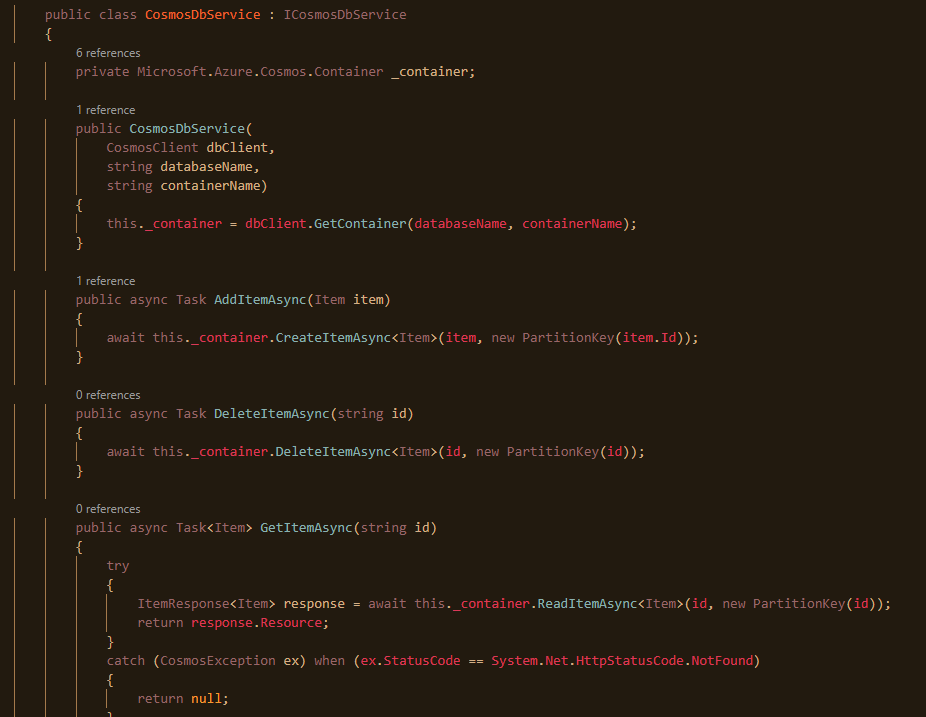 public class CosmosDbService : ICosmosDbService
{
6 references
private Microsoft.Azure.Cosmos.Container _container;
1 reference
public CosmosDbService(
CosmosClient dbClient,
string databaseName,
string containerName)
{
this._container = dbClient.GetContainer(databaseName, containerName);
}
1 reference
public async Task AddItemAsync(Item item)
{
await this._container.CreateItemAsync<Item>(item, new PartitionKey(item.Id));
}
0 references
public async Task DeleteItemAsync(string id)
{
await this._container.DeleteItemAsync<Item>(id, new PartitionKey(id));
}
0 references
public async Task<Item> GetItemAsync(string id)
{
try
{
ItemResponse<Item> response = await this._container.ReadItemAsync<Item>(id, new PartitionKey(id));
return response.Resource;
}
catch (CosmosException ex) when (ex.StatusCode == System.Net.HttpStatusCode.NotFound)
{
return null;
}